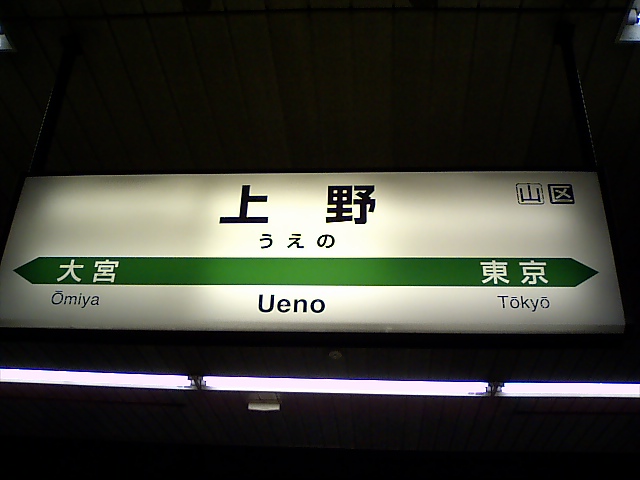 上野
山 区
うえの
大宮 東京
Ōmiya Ueno Tōkyō